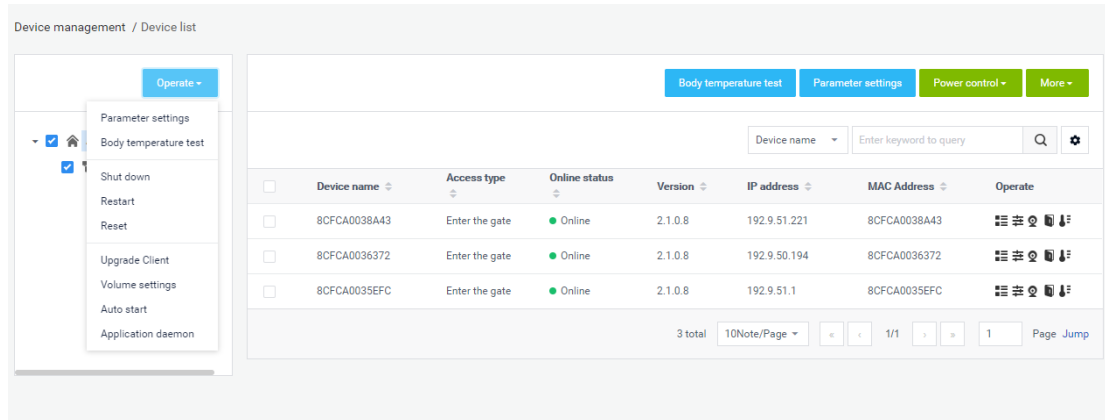 Device management / Device list
Operate
Parameter settings
Body temperature test
Shut down
Restart
Reset
Upgrade Client
Volume settings
Auto start
Application daemon
Body temperature test Parameter settings Power control More
Device name Enter keyword to query
Device name Access type Online status Version IP address MAC Address Operate
8CFCA0038A43 Enter the gate Online 2.1.0.8 192.9.51.221 8CFCA0038A43
8CFCA0036372 Enter the gate Online 2.1.0.8 192.9.50.194 8CFCA0036372
8CFCA0035EFC Enter the gate Online 2.1.0.8 192.9.51.1 8CFCA0035EFC
3 total 10Note/Page « ‹ 1/1 › » 1 Page Jump